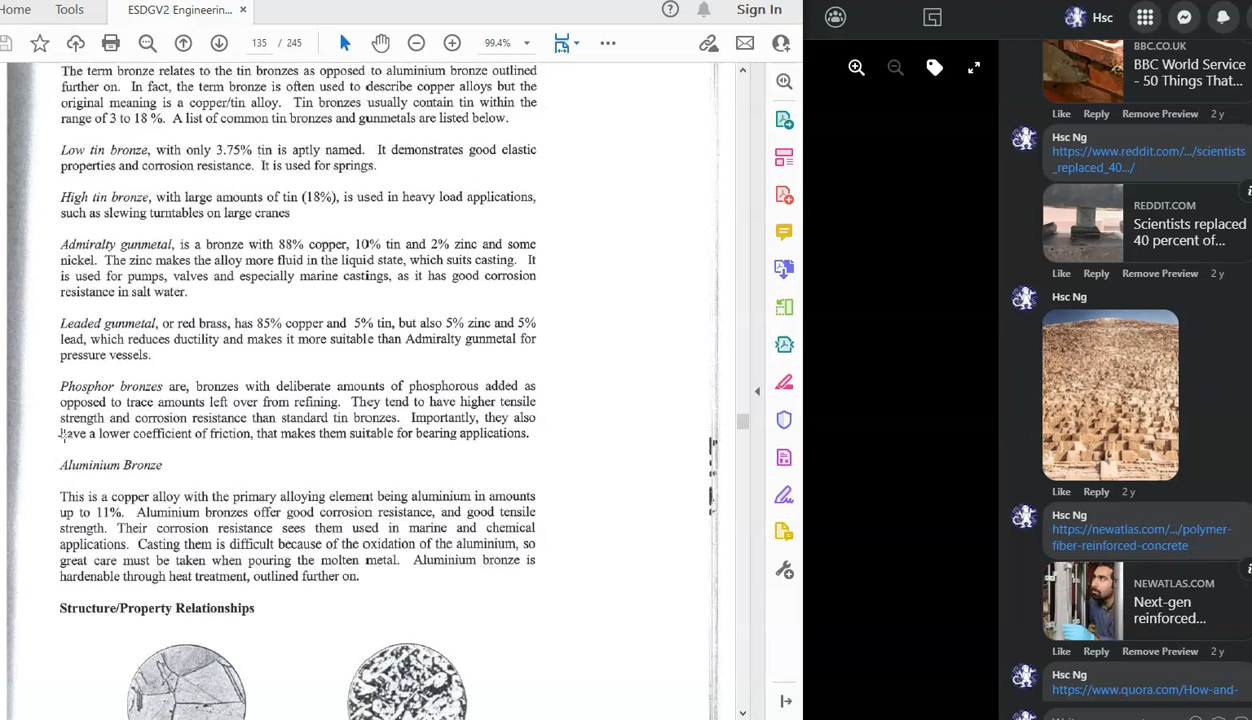 Home
Tools
ESDGV2 Engineerin...
Sign In
135 / 245
99.4%
The term bronze relates to the tin bronzes as opposed to aluminium bronze outlined
further on. In fact, the term bronze is often used to describe copper alloys but the
original meaning is a copper/tin alloy. Tin bronzes usually contain tin within the
range of 3 to 18 %. A list of common tin bronzes and gunmetals are listed below.
Low tin bronze, with only 3.75% tin is aptly named. It demonstrates good elastic
properties and corrosion resistance. It is used for springs.
High tin bronze, with large amounts of tin (18%), is used in heavy load applications,
such as slewing turntables on large cranes
Admiralty gunmetal, is a bronze with 88% copper, 10% tin and 2% zinc and some
nickel. The zinc makes the alloy more fluid in the liquid state, which suits casting. It
is used for pumps, valves and especially marine castings, as it has good corrosion
resistance in salt water.
Leaded gunmetal, or red brass, has 85% copper and 5% tin, but also 5% zinc and 5%
lead, which reduces ductility and makes it more suitable than Admiralty gunmetal for
pressure vessels.
Phosphor bronzes are, bronzes with deliberate amounts of phosphorous added as
opposed to trace amounts left over from refining. They tend to have higher tensile
strength and corrosion resistance than standard tin bronzes. Importantly, they also
have a lower coefficient of friction, that makes them suitable for bearing applications.
Aluminium Bronze
This is a copper alloy with the primary alloying element being aluminium in amounts
up to 11%. Aluminium bronzes offer good corrosion resistance, and good tensile
strength. Their corrosion resistance sees them used in marine and chemical
applications. Casting them is difficult because of the oxidation of the aluminium, so
great care must be taken when pouring the molten metal. Aluminium bronze is
hardenable through heat treatment, outlined further on.
Structure/Property Relationships
Hsc
BBC.CO.UK
BBC World Service
- 50 Things That...
Like Reply Remove Preview 2 y
Hsc Ng
https://www.reddit.com/.../scientists
_replaced_40.../
REDDIT.COM
Scientists replaced
40 percent of...
Like Reply Remove Preview 2 y
Hsc Ng
Like Reply 2 y
Hsc Ng
https://newatlas.com/.../polymer-
fiber-reinforced-concrete
NEWATLAS.COM
Next-gen
reinforced...
Like Reply Remove Preview 2 y
Hsc Ng
https://www.quora.com/How-and-